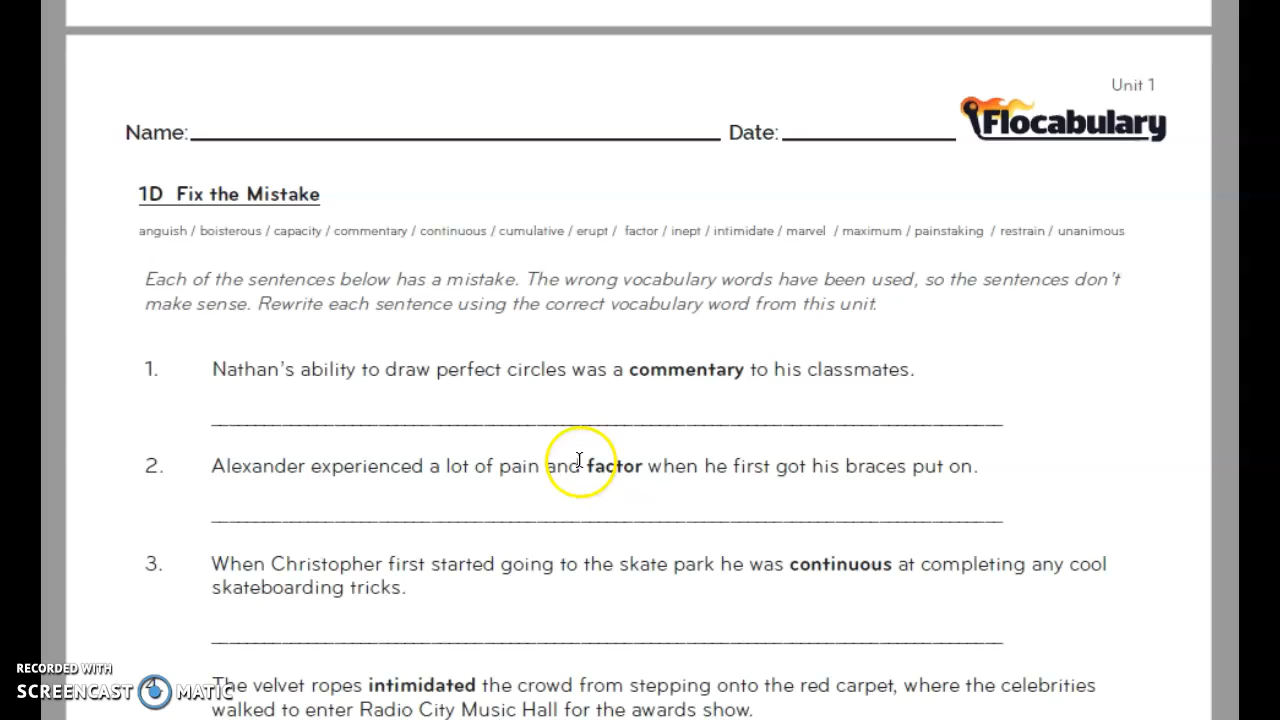 Unit 1
Name: Date: Flocabulary
1D Fix the Mistake
anguish / boisterous / capacity / commentary / continuous / cumulative / erupt / factor / inept / intimidate / marvel / maximum / painstaking / restrain / unanimous
Each of the sentences below has a mistake. The wrong vocabulary words have been used, so the sentences don't
make sense. Rewrite each sentence using the correct vocabulary word from this unit.
1. Nathan's ability to draw perfect circles was a commentary to his classmates.
2. Alexander experienced a lot of pain and factor when he first got his braces put on.
3. When Christopher first started going to the skate park he was continuous at completing any cool
skateboarding tricks.
RECORDED WITH
SCREENCAST MATIC
4. The velvet ropes intimidated the crowd from stepping onto the red carpet, where the celebrities
walked to enter Radio City Music Hall for the awards show.